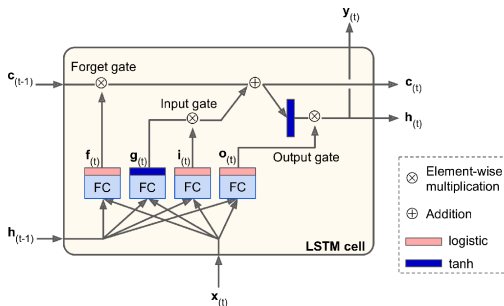 y(t)
Forget gate
c(t-1)
c(t)
Input gate
h(t)
f(t)
g(t)
i(t)
o(t)
Output gate
FC
FC
FC
FC
h(t-1)
LSTM cell
x(t)
Element-wise
multiplication
Addition
logistic
tanh